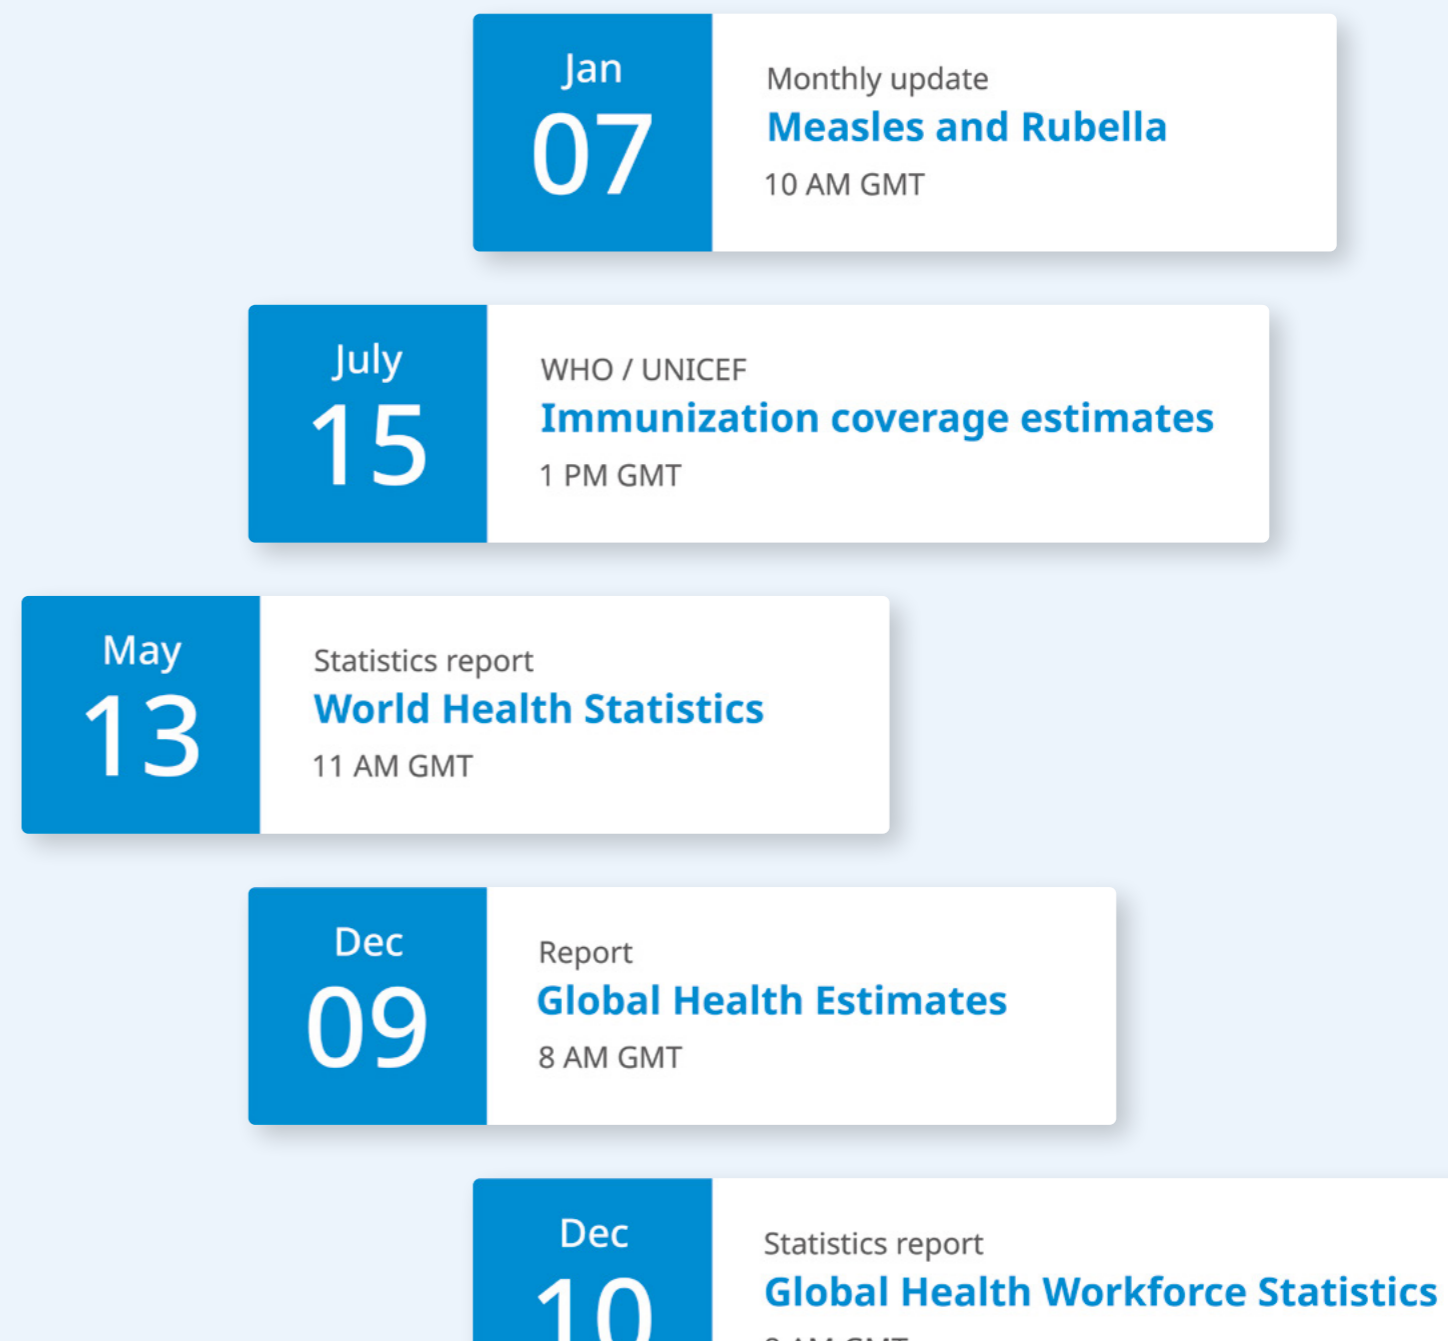 Jan
07
Monthly update
Measles and Rubella
10 AM GMT
July
15
WHO / UNICEF
Immunization coverage estimates
1 PM GMT
May
13
Statistics report
World Health Statistics
11 AM GMT
Dec
09
Report
Global Health Estimates
8 AM GMT
Dec
10
Statistics report
Global Health Workforce Statistics
AM GMT